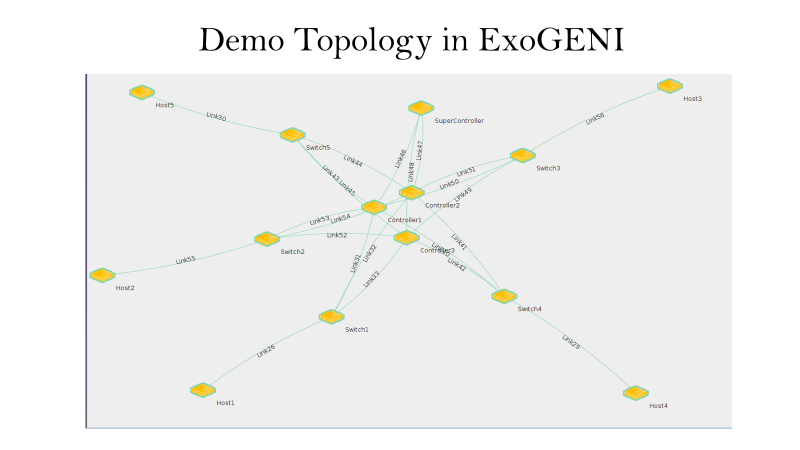 Demo Topology in ExoGENI
Host5
Host3
SuperController
Link30
Link58
Switch5
Link47
Link46
Link44
Switch3
Link48
Link51
Link43
Link45
Link50
Link49
Controller2
Controller1
Link53
Link54
Link52
Link41
Controller3
Switch2
Link32
Link31
Link42
Link55
Link33
Host2
Switch4
Switch1
Link29
Link26
Host1
Host4